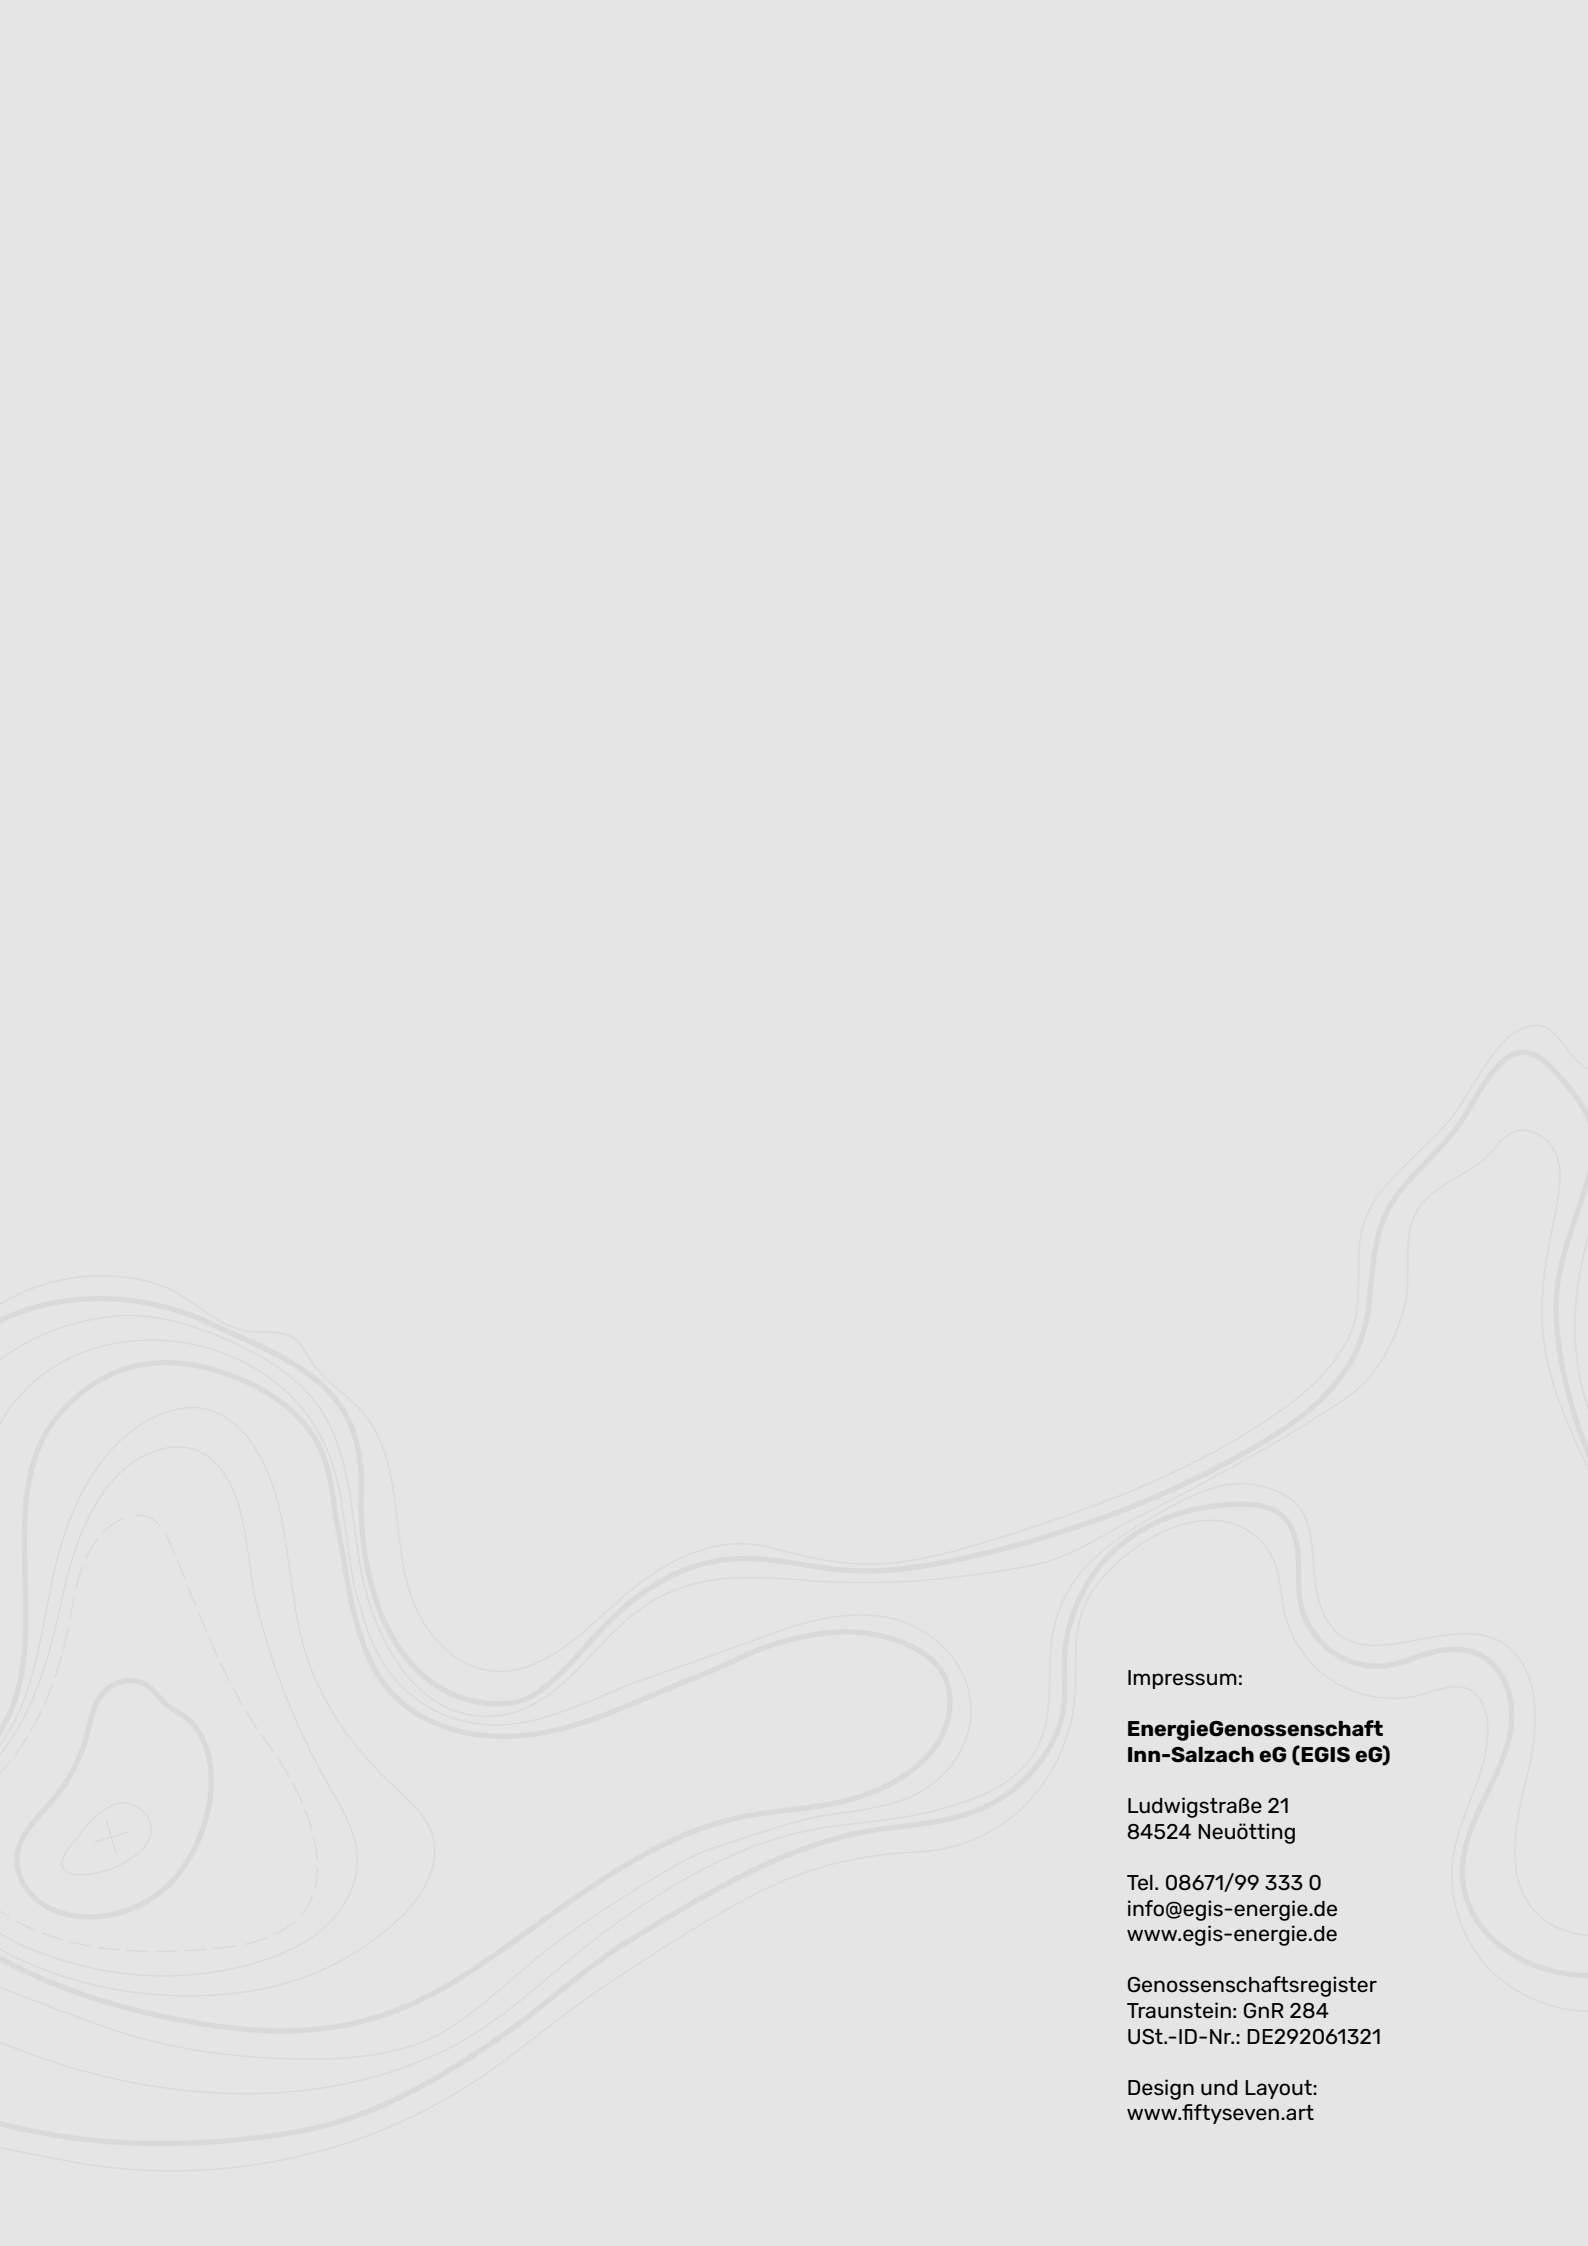 Impressum:
EnergieGenossenschaft
Inn-Salzach eG (EGIS eG)
Ludwigstraße 21
84524 Neuötting
Tel. 08671/99 333 0
info@egis-energie.de
www.egis-energie.de
Genossenschaftsregister
Traunstein: GnR 284
USt.-ID-Nr.: DE292061321
Design und Layout:
www.fiftyseven.art